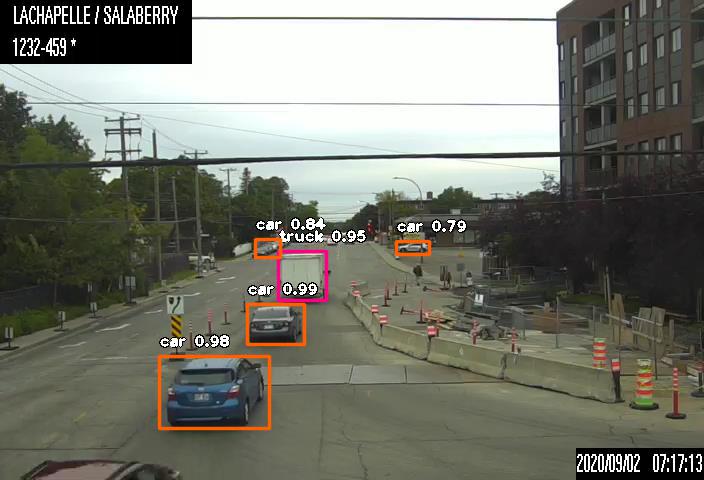 LACHAPELLE / SALABERRY
1232-459 *
car 0.84
car 0.79
truck 0.95
car 0.99
car 0.98
2020/09/02 07:17:13